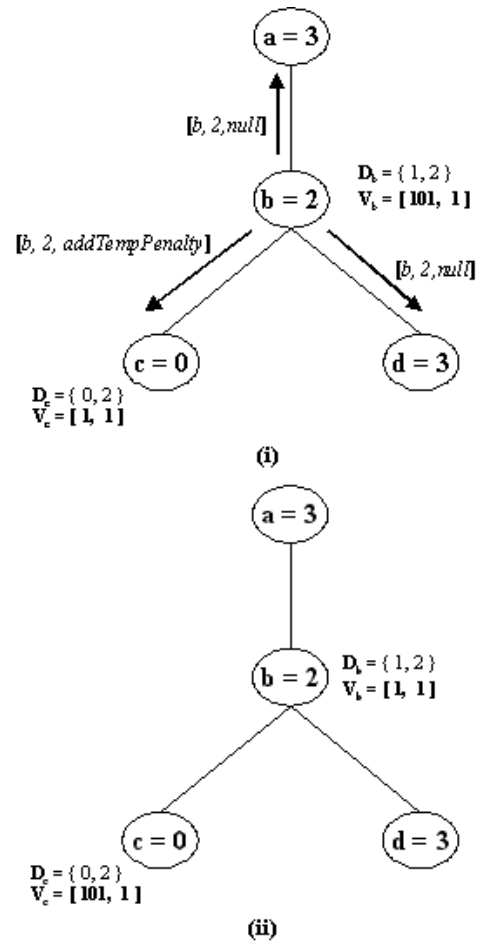 a = 3
[b, 2,null]
D_b = { 1, 2 }
V_b = [ 101, 1 ]
b = 2
[b, 2, addTempPenalty]
[b, 2,null]
c = 0
d = 3
D_c = { 0, 2 }
V_c = [ 1, 1 ]
(i)
a = 3
D_b = { 1, 2 }
V_b = [ 1, 1 ]
b = 2
c = 0
d = 3
D_c = { 0, 2 }
V_c = [ 101, 1 ]
(ii)